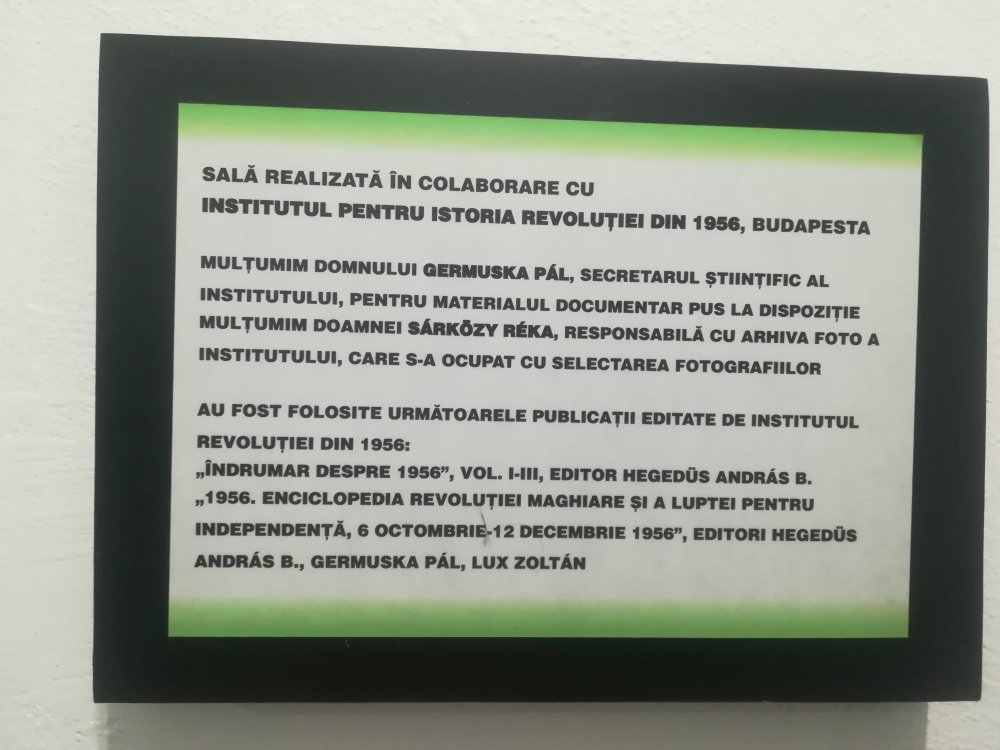 SALĂ REALIZATĂ ÎN COLABORARE CU
INSTITUTUL PENTRU ISTORIA REVOLUȚIEI DIN 1956, BUDAPESTA
MULȚUMIM DOMNULUI GERMUSKA PÁL, SECRETARUL ȘTIINȚIFIC AL
INSTITUTULUI, PENTRU MATERIALUL DOCUMENTAR PUS LA DISPOZIȚIE
MULȚUMIM DOAMNEI SÁRKÖZY RÉKA, RESPONSABILĂ CU ARHIVA FOTO A
INSTITUTULUI, CARE S-A OCUPAT CU SELECTAREA FOTOGRAFIILOR
AU FOST FOLOSITE URMĂTOARELE PUBLICAȚII EDITATE DE INSTITUTUL
REVOLUȚIEI DIN 1956:
„ÎNDRUMAR DESPRE 1956”, VOL. I-III, EDITOR HEGEDÜS ANDRÁS B.
„1956. ENCICLOPEDIA REVOLUȚIEI MAGHIARE ȘI A LUPTEI PENTRU
INDEPENDENȚĂ, 6 OCTOMBRIE-12 DECEMBRIE 1956”, EDITORI HEGEDÜS
ANDRÁS B., GERMUSKA PÁL, LUX ZOLTÁN